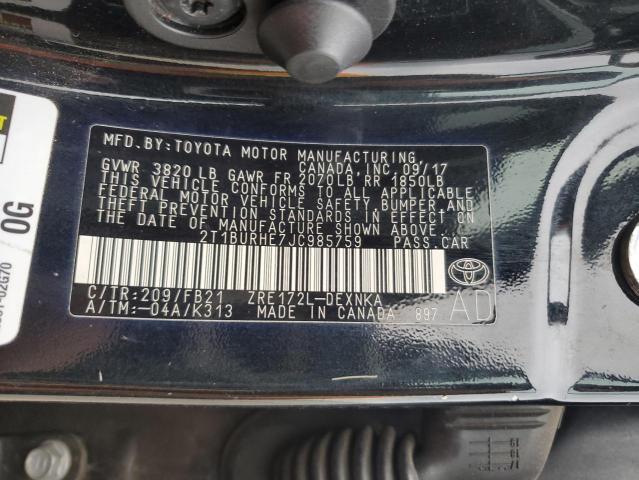 MFD.BY:TOYOTA MOTOR MANUFACTURING
CANADA,INC. 09/17
GVWR 3820 LB GAWR FR 2070LB RR 1850LB
THIS VEHICLE CONFORMS TO ALL APPLICABLE
FEDERAL MOTOR VEHICLE SAFETY, BUMPER AND
THEFT PREVENTION STANDARDS IN EFFECT ON
THE DATE OF MANUFACTURE SHOWN ABOVE.
2T1BURHE7JC985759 PASS.CAR
C/TR:209/FB21 ZRE172L-DEXNKA
A/TM:-04A/K313 MADE IN CANADA 897
AD
TOYOTA
0G
-02G70